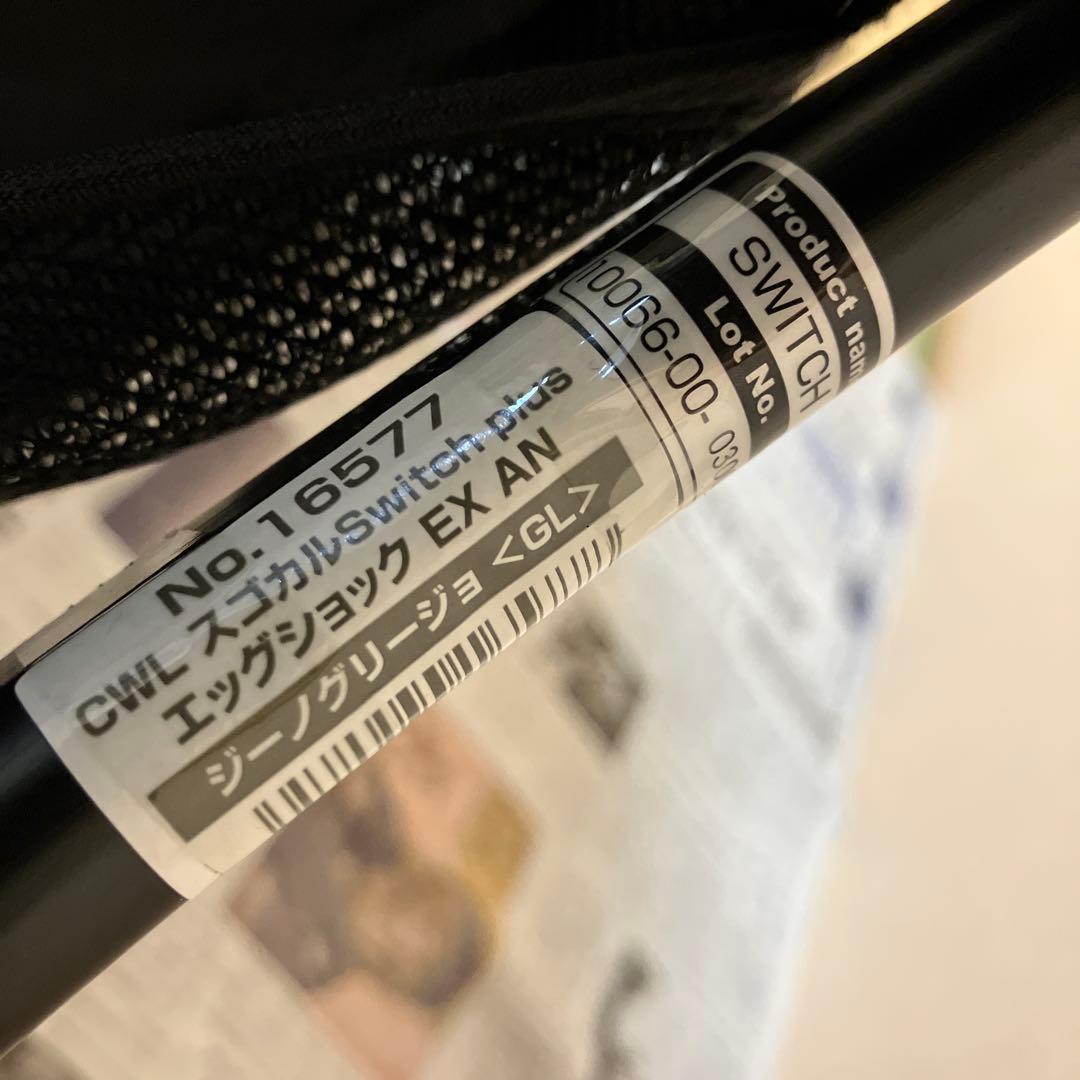 Product nam
SWITCH
Lot No.
10066-00- 030
No.16577
CWL スゴカルSwitch plus
エッグショック EX AN
ジーノグリージョ <GL>